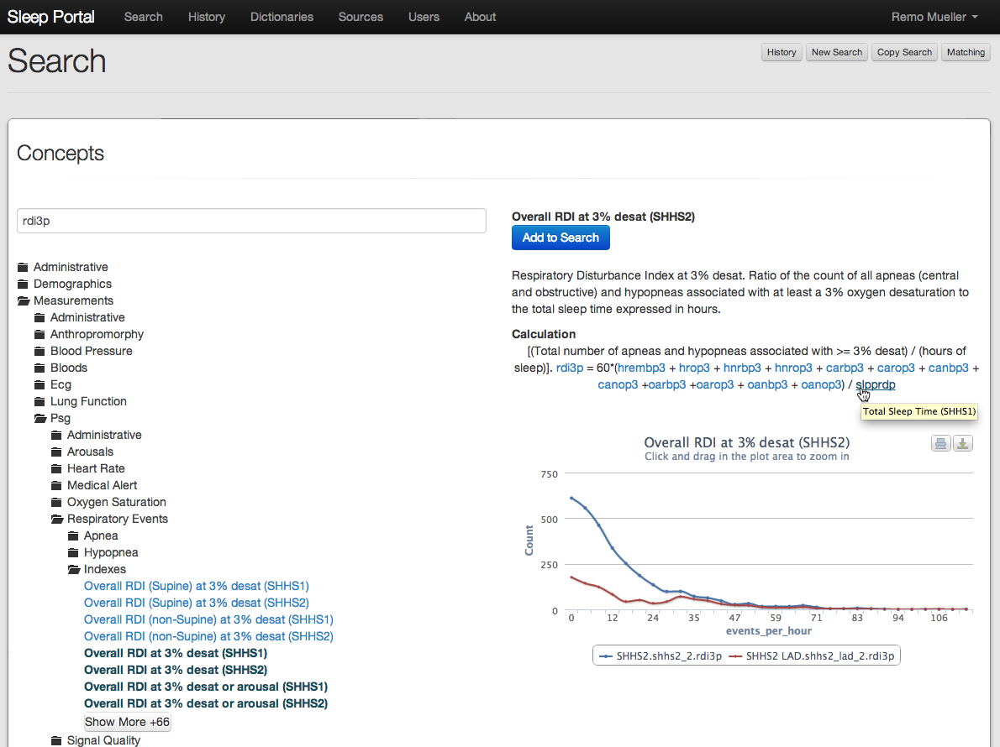 Sleep Portal Search History Dictionaries Sources Users About Remo Mueller
Search
History New Search Copy Search Matching
Concepts
rdi3p
Administrative
Demographics
Measurements
Administrative
Anthropromorphy
Blood Pressure
Bloods
Ecg
Lung Function
Psg
Administrative
Arousals
Heart Rate
Medical Alert
Oxygen Saturation
Respiratory Events
Apnea
Hypopnea
Indexes
Overall RDI (Supine) at 3% desat (SHHS1)
Overall RDI (Supine) at 3% desat (SHHS2)
Overall RDI (non-Supine) at 3% desat (SHHS1)
Overall RDI (non-Supine) at 3% desat (SHHS2)
Overall RDI at 3% desat (SHHS1)
Overall RDI at 3% desat (SHHS2)
Overall RDI at 3% desat or arousal (SHHS1)
Overall RDI at 3% desat or arousal (SHHS2)
Show More +66
Signal Quality
Overall RDI at 3% desat (SHHS2)
Add to Search
Respiratory Disturbance Index at 3% desat. Ratio of the count of all apneas (central
and obstructive) and hypopneas associated with at least a 3% oxygen desaturation to
the total sleep time expressed in hours.
Calculation
[(Total number of apneas and hypopneas associated with >= 3% desat) / (hours of
sleep)]. rdi3p = 60*(hrembp3 + hrop3 + hnrbp3 + hnrop3 + carbp3 + carop3 + canbp3 +
canop3 +oarbp3 +oarop3 + oanbp3 + oanop3) / slpprdp
Total Sleep Time (SHHS1)
Overall RDI at 3% desat (SHHS2)
Click and drag in the plot area to zoom in
Count
750
500
250
0
0 12 24 35 47 59 71 83 94 106
events_per_hour
SHHS2.shhs2_2.rdi3p SHHS2 LAD.shhs2_lad_2.rdi3p